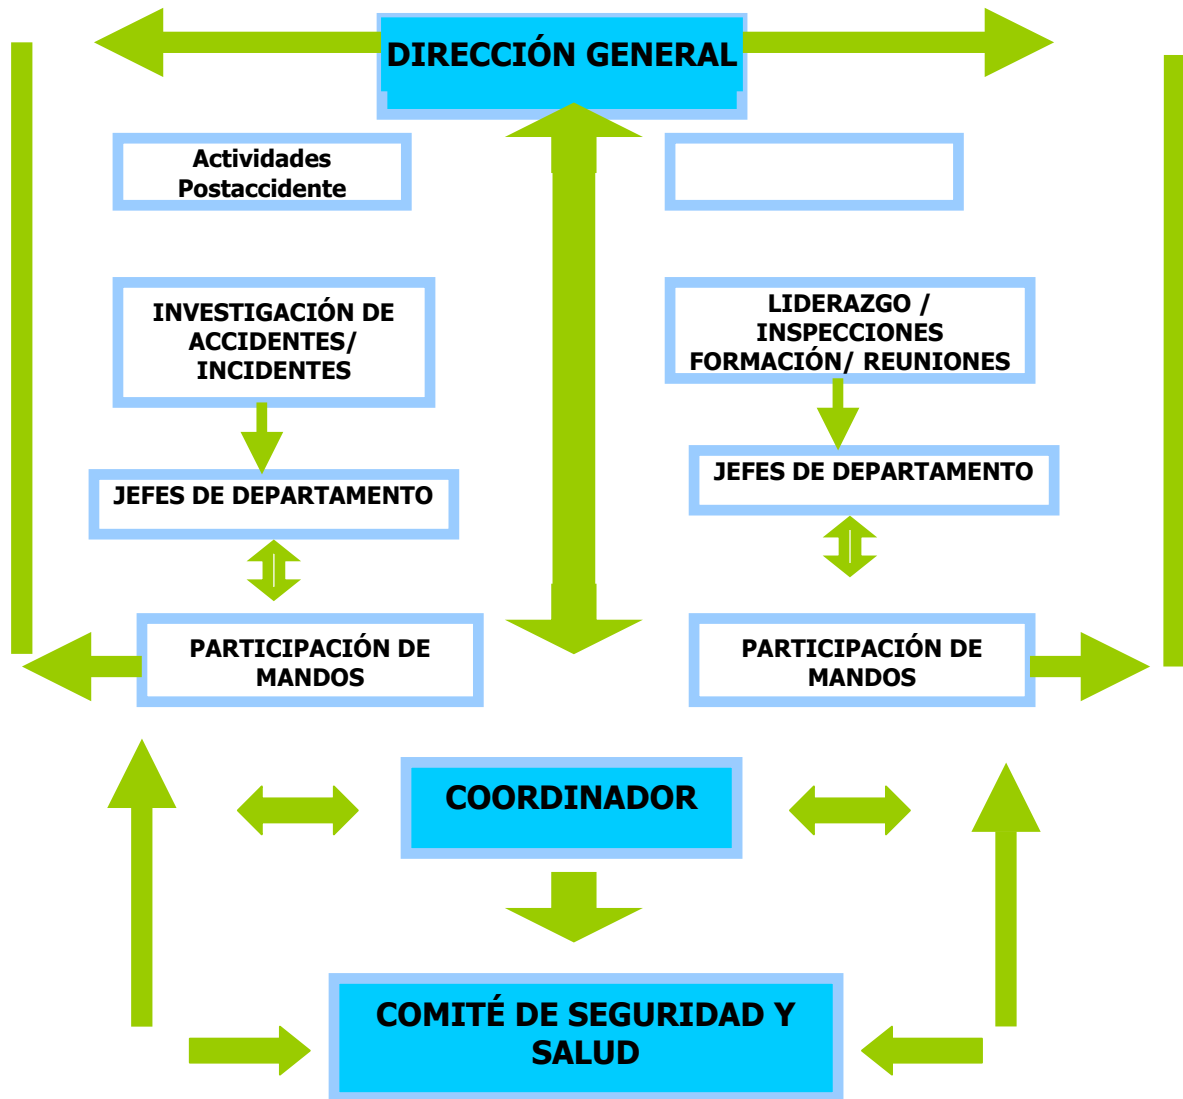 DIRECCIÓN GENERAL
Actividades
Postaccidente
INVESTIGACIÓN DE
ACCIDENTES/
INCIDENTES
LIDERAZGO /
INSPECCIONES
FORMACIÓN/ REUNIONES
JEFES DE DEPARTAMENTO
JEFES DE DEPARTAMENTO
PARTICIPACIÓN DE
MANDOS
PARTICIPACIÓN DE
MANDOS
COORDINADOR
COMITÉ DE SEGURIDAD Y
SALUD